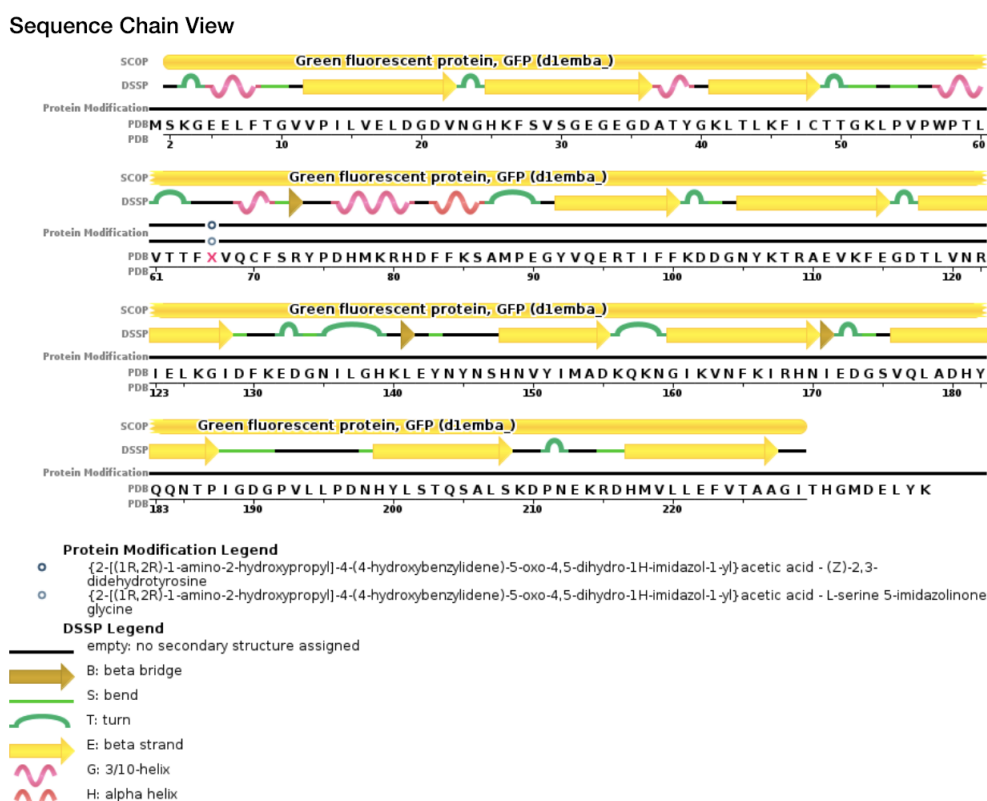 Sequence Chain View
SCOP Green fluorescent protein, GFP (d1emba_)
DSSP
Protein Modification
PDB M S K G E E L F T G V V P I L V E L D G D V N G H K F S V S G E G E G D A T Y G K L T L K F I C T T G K L P V P W P T L
PDB 2 10 20 30 40 50 60
SCOP Green fluorescent protein, GFP (d1emba_)
DSSP
Protein Modification
PDB V T T F X V Q C F S R Y P D H M K R H D F F K S A M P E G Y V Q E R T I F F K D D G N Y K T R A E V K F E G D T L V N R
PDB 61 70 80 90 100 110 120
SCOP Green fluorescent protein, GFP (d1emba_)
DSSP
Protein Modification
PDB I E L K G I D F K E D G N I L G H K L E Y N Y N S H N V Y I M A D K Q K N G I K V N F K I R H N I E D G S V Q L A D H Y
PDB 123 130 140 150 160 170 180
SCOP Green fluorescent protein, GFP (d1emba_)
DSSP
Protein Modification
PDB Q Q N T P I G D G P V L L P D N H Y L S T Q S A L S K D P N E K R D H M V L L E F V T A A G I T H G M D E L Y K
PDB 183 190 200 210 220
Protein Modification Legend
{2-[(1R,2R)-1-amino-2-hydroxypropyl]-4-(4-hydroxybenzylidene)-5-oxo-4,5-dihydro-1H-imidazol-1-yl}acetic acid - (Z)-2,3-
didehydrotyrosine
{2-[(1R,2R)-1-amino-2-hydroxypropyl]-4-(4-hydroxybenzylidene)-5-oxo-4,5-dihydro-1H-imidazol-1-yl}acetic acid - L-serine 5-imidazolinone
glycine
DSSP Legend
empty: no secondary structure assigned
B: beta bridge
S: bend
T: turn
E: beta strand
G: 3/10-helix
H: alpha helix